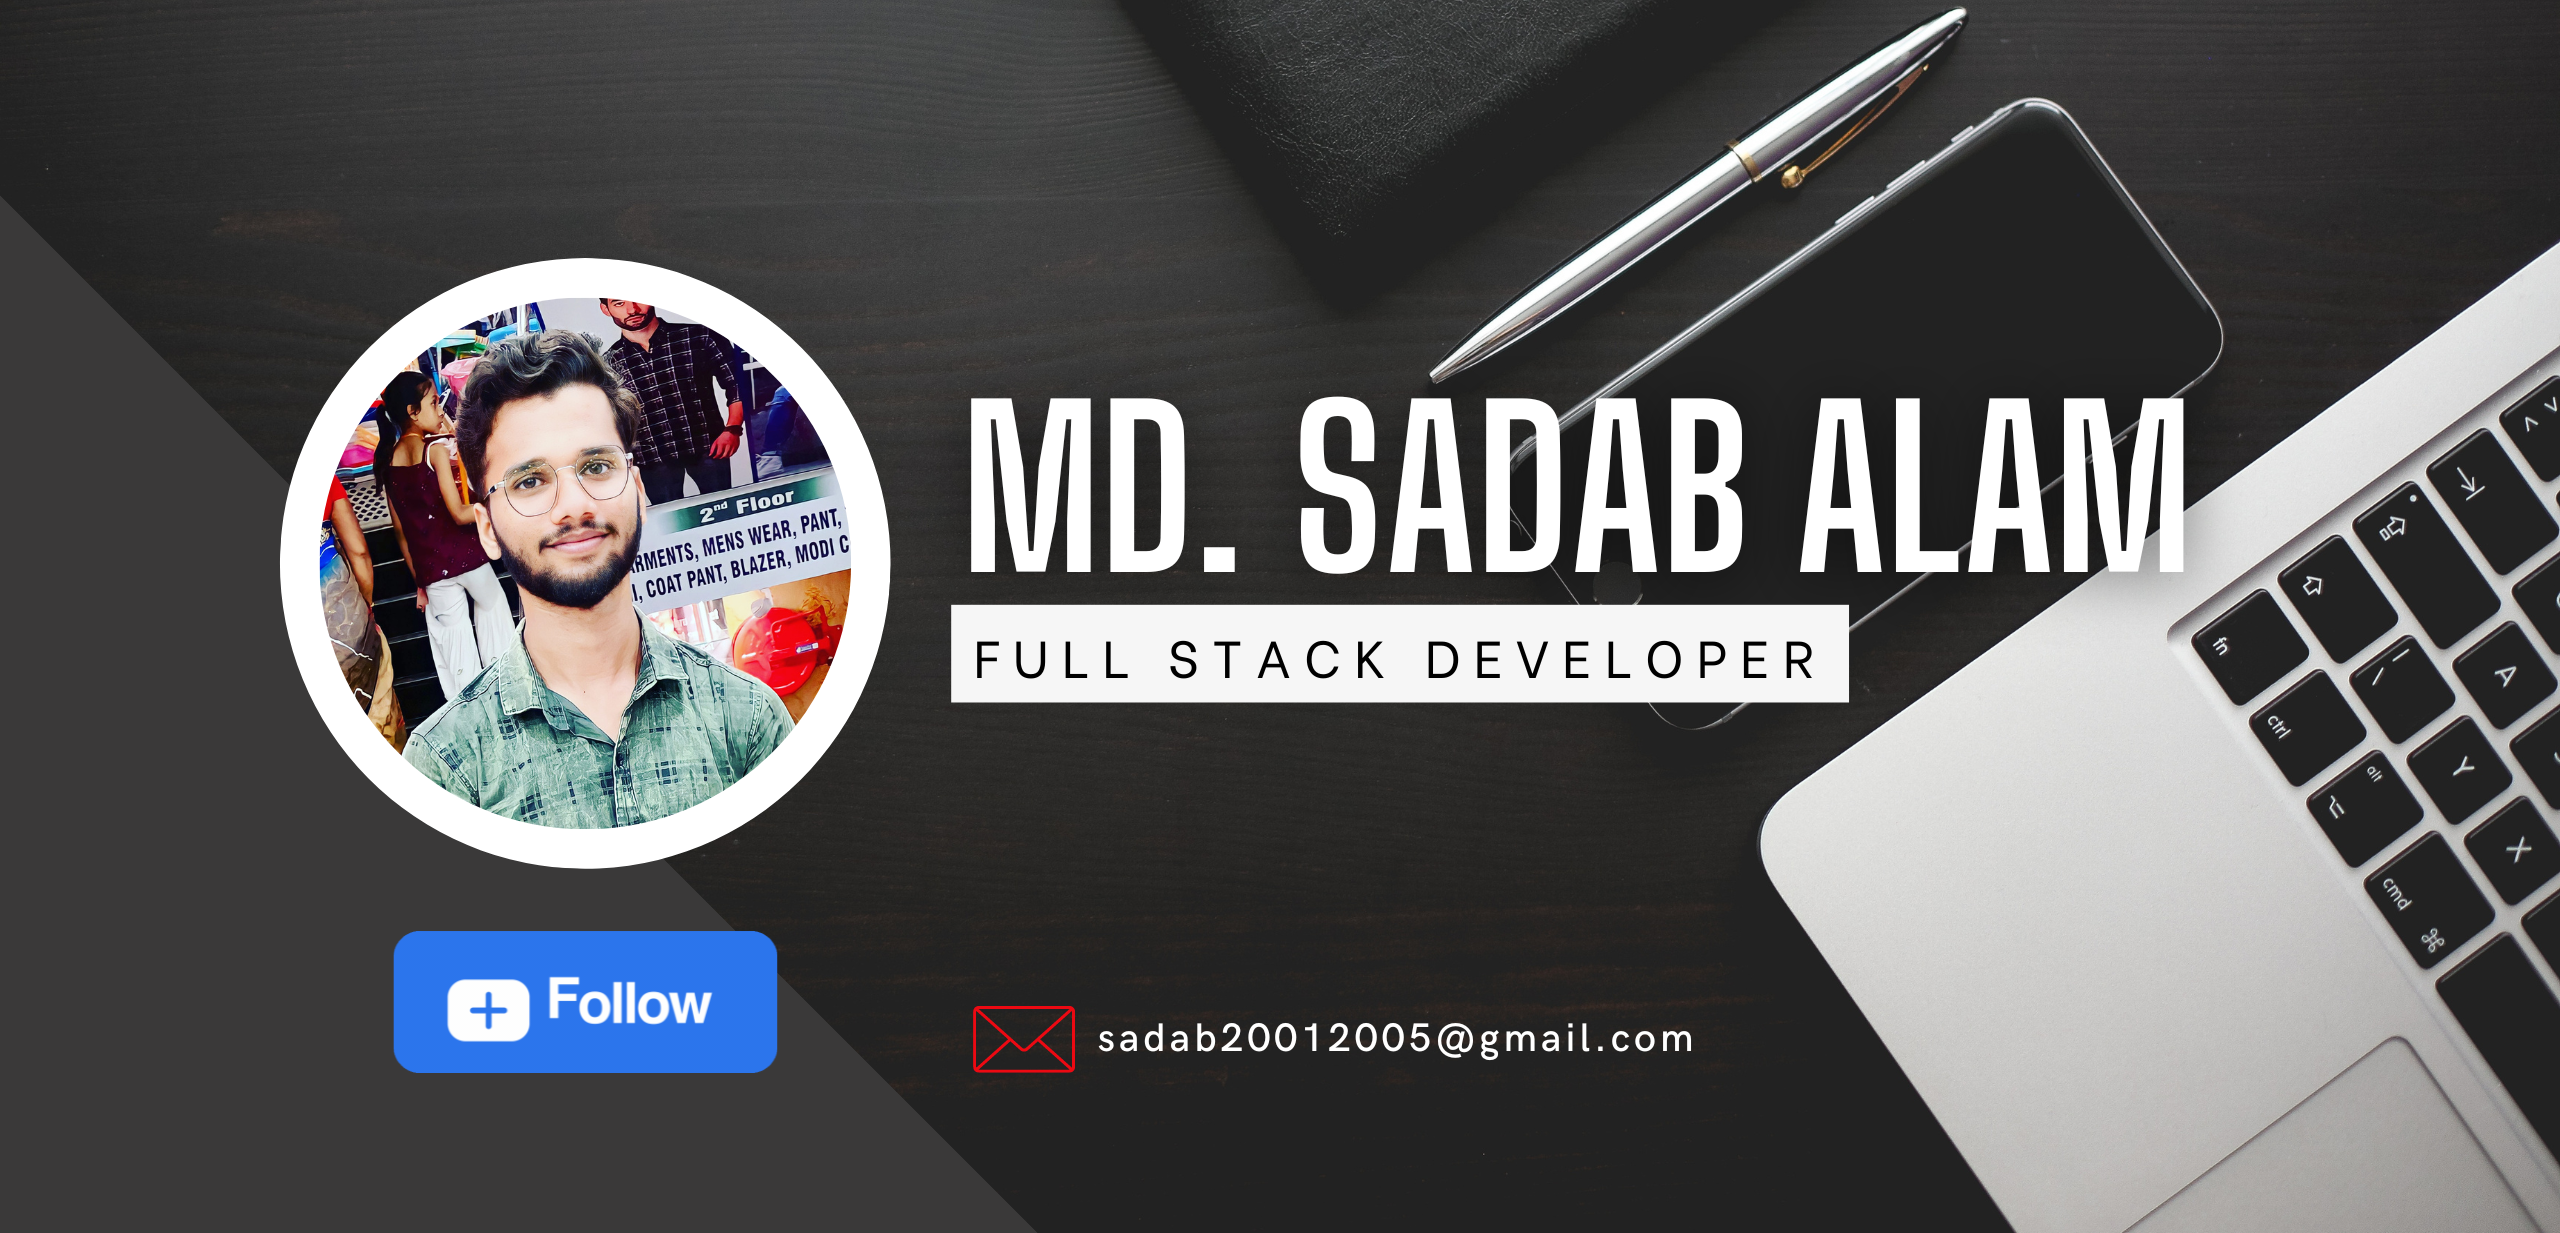 2nd Floor
RMENTS, MENS WEAR, PANT,
COAT PANT, BLAZER, MODI C
MD. SADAB ALAM
FULL STACK DEVELOPER
Follow
sadab20012005@gmail.com
ctrl
alt
A
Y
X
cmd